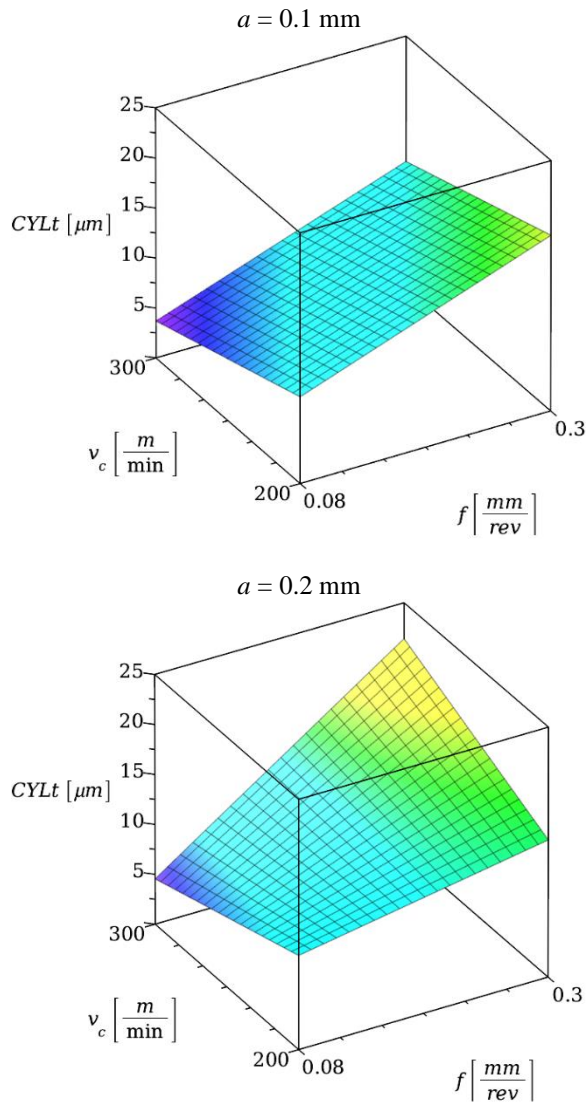 a = 0.1 mm
25
20
15
CYLt [μm]
10
5
300
v_c [m/min]
200
0.08
0.3
f [mm/rev]
a = 0.2 mm
25
20
15
CYLt [μm]
10
5
300
v_c [m/min]
200
0.08
0.3
f [mm/rev]